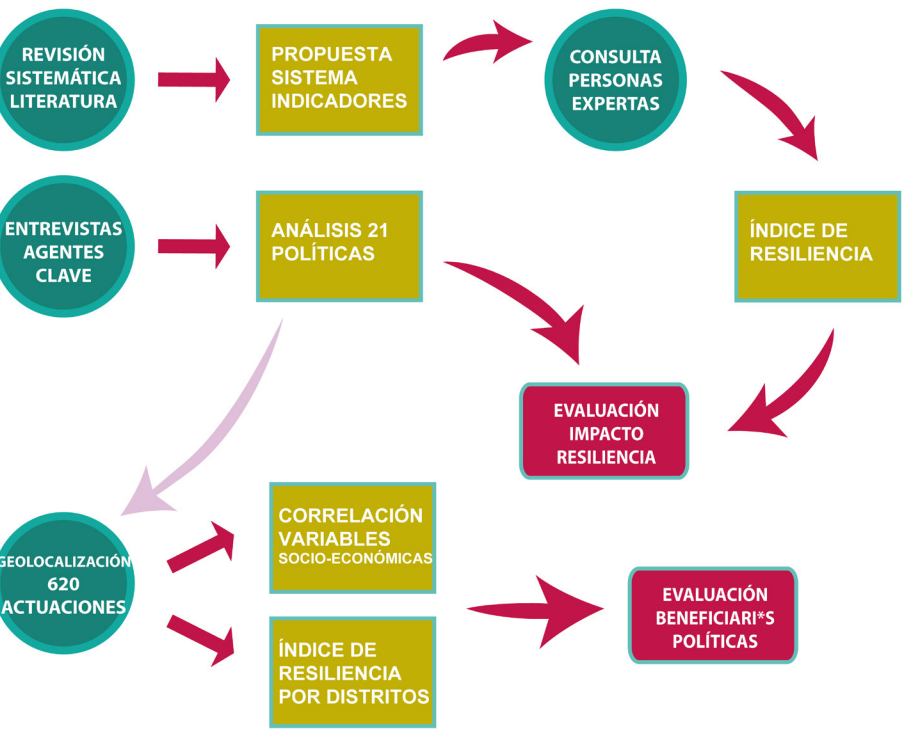 REVISIÓN
SISTEMÁTICA
LITERATURA
PROPUESTA
SISTEMA
INDICADORES
CONSULTA
PERSONAS
EXPERTAS
ENTREVISTAS
AGENTES
CLAVE
ANÁLISIS 21
POLÍTICAS
ÍNDICE DE
RESILIENCIA
EVALUACIÓN
IMPACTO
RESILIENCIA
GEOLOCALIZACIÓN
620
ACTUACIONES
CORRELACIÓN
VARIABLES
SOCIO-ECONÓMICAS
ÍNDICE DE
RESILIENCIA
POR DISTRITOS
EVALUACIÓN
BENEFICIARI*S
POLÍTICAS